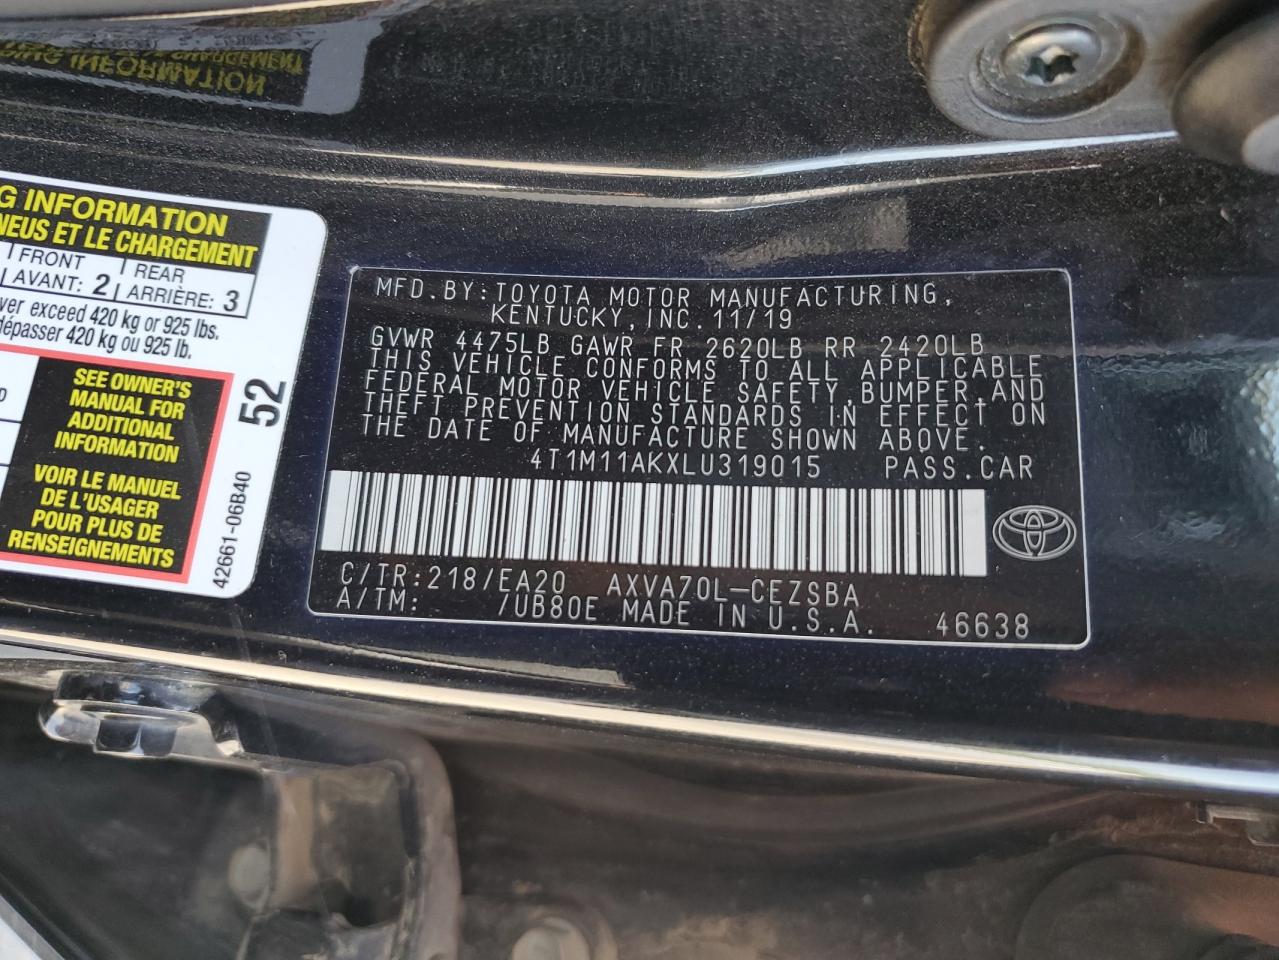 G INFORMATION
NEUS ET LE CHARGEMENT
FRONT
AVANT: 2
REAR
ARRIÈRE: 3
ver exceed 420 kg or 925 lbs.
dépasser 420 kg ou 925 lb.
SEE OWNER'S
MANUAL FOR
ADDITIONAL
INFORMATION
VOIR LE MANUEL
DE L'USAGER
POUR PLUS DE
RENSEIGNEMENTS
52
42661-06B40
MFD.BY:TOYOTA MOTOR MANUFACTURING,
KENTUCKY,INC.11/19
GVWR 4475LB GAWR FR 2620LB RR 2420LB
THIS VEHICLE CONFORMS TO ALL APPLICABLE
FEDERAL MOTOR VEHICLE SAFETY,BUMPER,AND
THEFT PREVENTION STANDARDS IN EFFECT ON
THE DATE OF MANUFACTURE SHOWN ABOVE.
4T1M11AKXLU319015 PASS.CAR
C/TR:218/EA20 AXVA70L-CEZSBA
A/TM: /UB80E MADE IN U.S.A. 46638